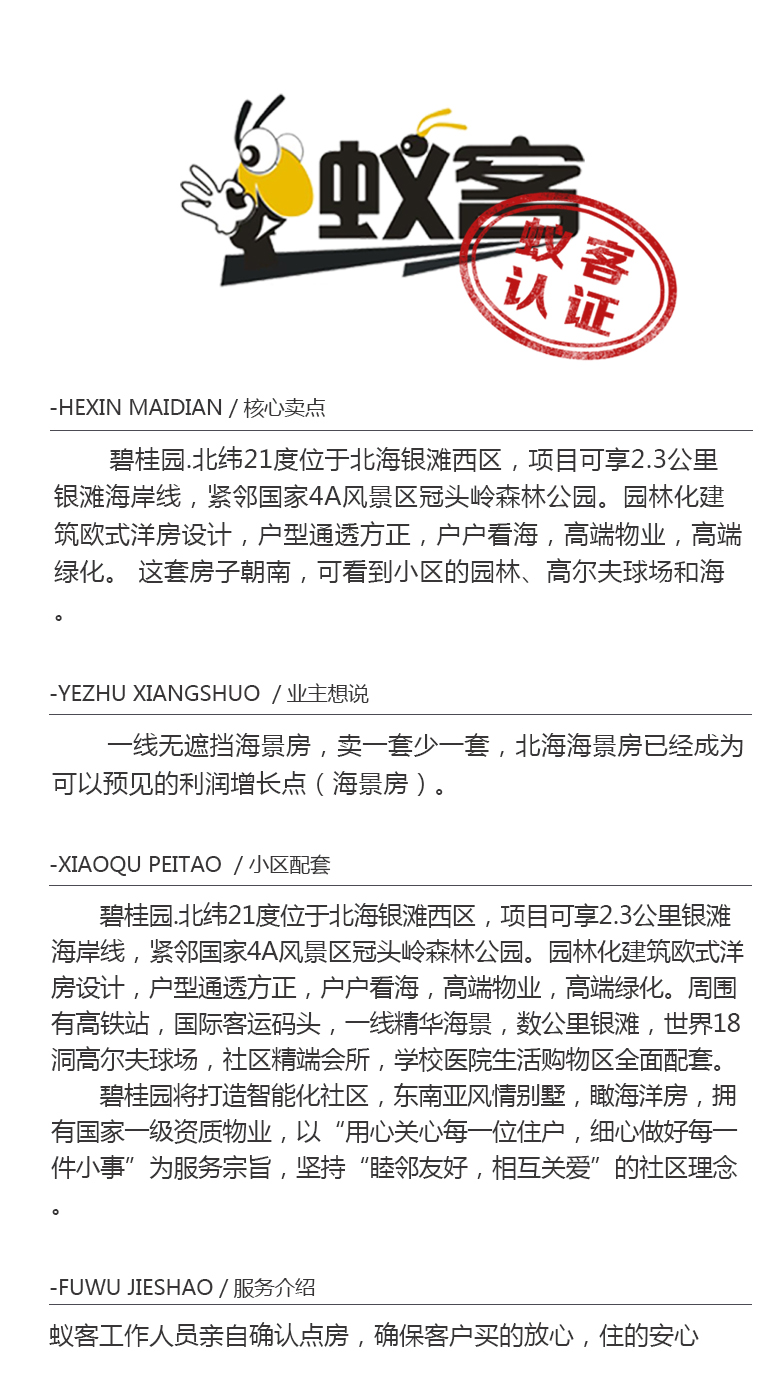 蚁客
蚁客
认证
-HEXIN MAIDIAN / 核心卖点
碧桂园.北纬21度位于北海银滩西区，项目可享2.3公里
银滩海岸线，紧邻国家4A风景区冠头岭森林公园。园林化建
筑欧式洋房设计，户型通透方正，户户看海，高端物业，高端
绿化。 这套房子朝南，可看到小区的园林、高尔夫球场和海
。
-YEZHU XIANGSHUO / 业主想说
一线无遮挡海景房，卖一套少一套，北海海景房已经成为
可以预见的利润增长点（海景房）。
-XIAOQU PEITAO / 小区配套
碧桂园.北纬21度位于北海银滩西区，项目可享2.3公里银滩
海岸线，紧邻国家4A风景区冠头岭森林公园。园林化建筑欧式洋
房设计，户型通透方正，户户看海，高端物业，高端绿化。周围
有高铁站，国际客运码头，一线精华海景，数公里银滩，世界18
洞高尔夫球场，社区精端会所，学校医院生活购物区全面配套。
碧桂园将打造智能化社区，东南亚风情别墅，瞰海洋房，拥
有国家一级资质物业，以“用心关心每一位住户，细心做好每一
件小事”为服务宗旨，坚持“睦邻友好，相互关爱”的社区理念
。
-FUWU JIESHAO / 服务介绍
蚁客工作人员亲自确认点房，确保客户买的放心，住的安心